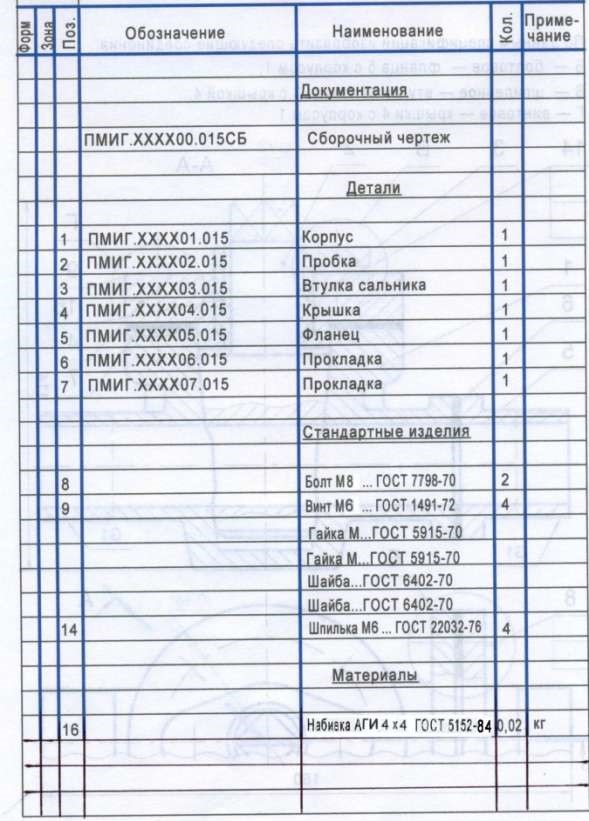 Форм Зона Поз. Обозначение Наименование Кол. Приме-
чание
Документация
ПМИГ.ХХХХ00.015СБ Сборочный чертеж
Детали
1 ПМИГ.ХХХХ01.015 Корпус 1
2 ПМИГ.ХХХХ02.015 Пробка 1
3 ПМИГ.ХХХХ03.015 Втулка сальника 1
4 ПМИГ.ХХХХ04.015 Крышка 1
5 ПМИГ.ХХХХ05.015 Фланец 1
6 ПМИГ.ХХХХ06.015 Прокладка 1
7 ПМИГ.ХХХХ07.015 Прокладка 1
Стандартные изделия
8 Болт М8 ... ГОСТ 7798-70 2
9 Винт М6 ... ГОСТ 1491-72 4
Гайка М...ГОСТ 5915-70
Гайка М...ГОСТ 5915-70
Шайба...ГОСТ 6402-70
Шайба...ГОСТ 6402-70
14 Шпилька М6 ... ГОСТ 22032-76 4
Материалы
16 Набивка АГИ 4 х 4 ГОСТ 5152-84 0,02 кг